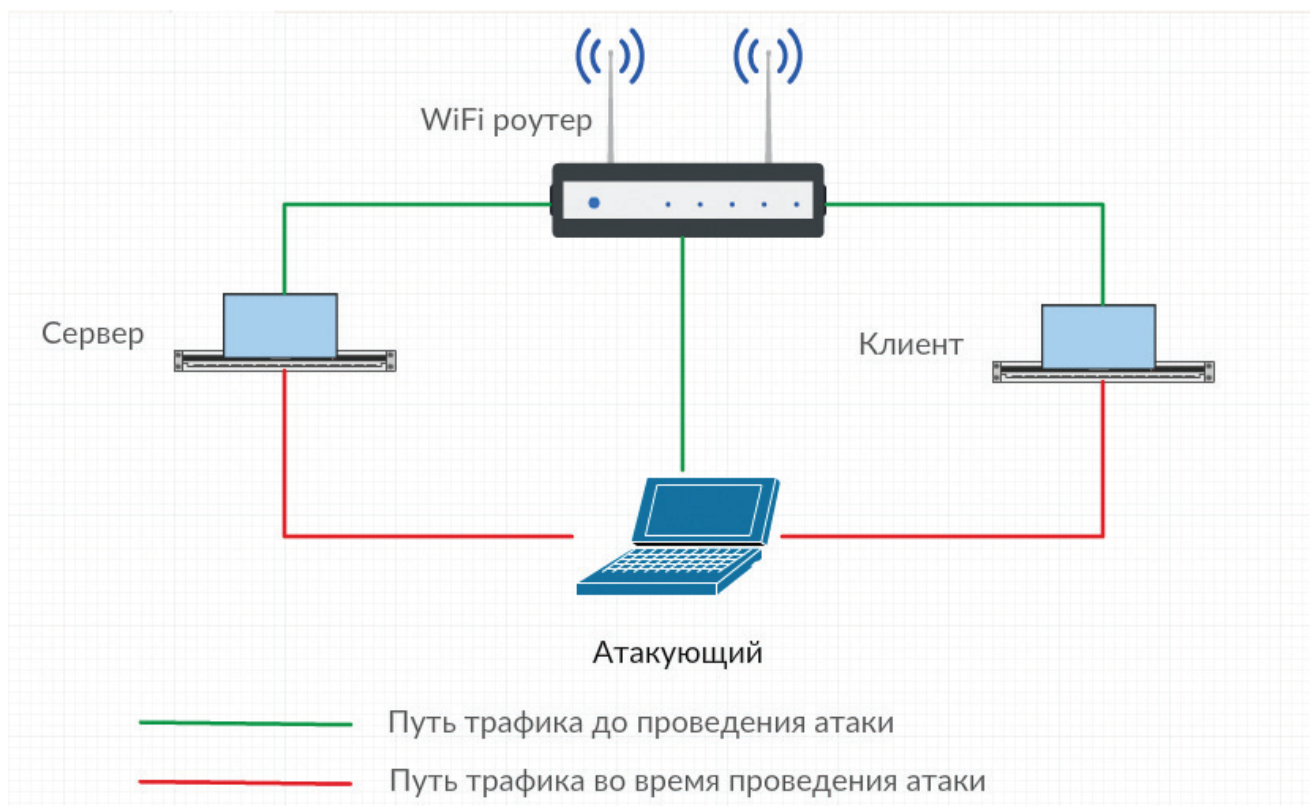 WiFi роутер
Сервер
Клиент
Атакующий
Путь трафика до проведения атаки
Путь трафика во время проведения атаки